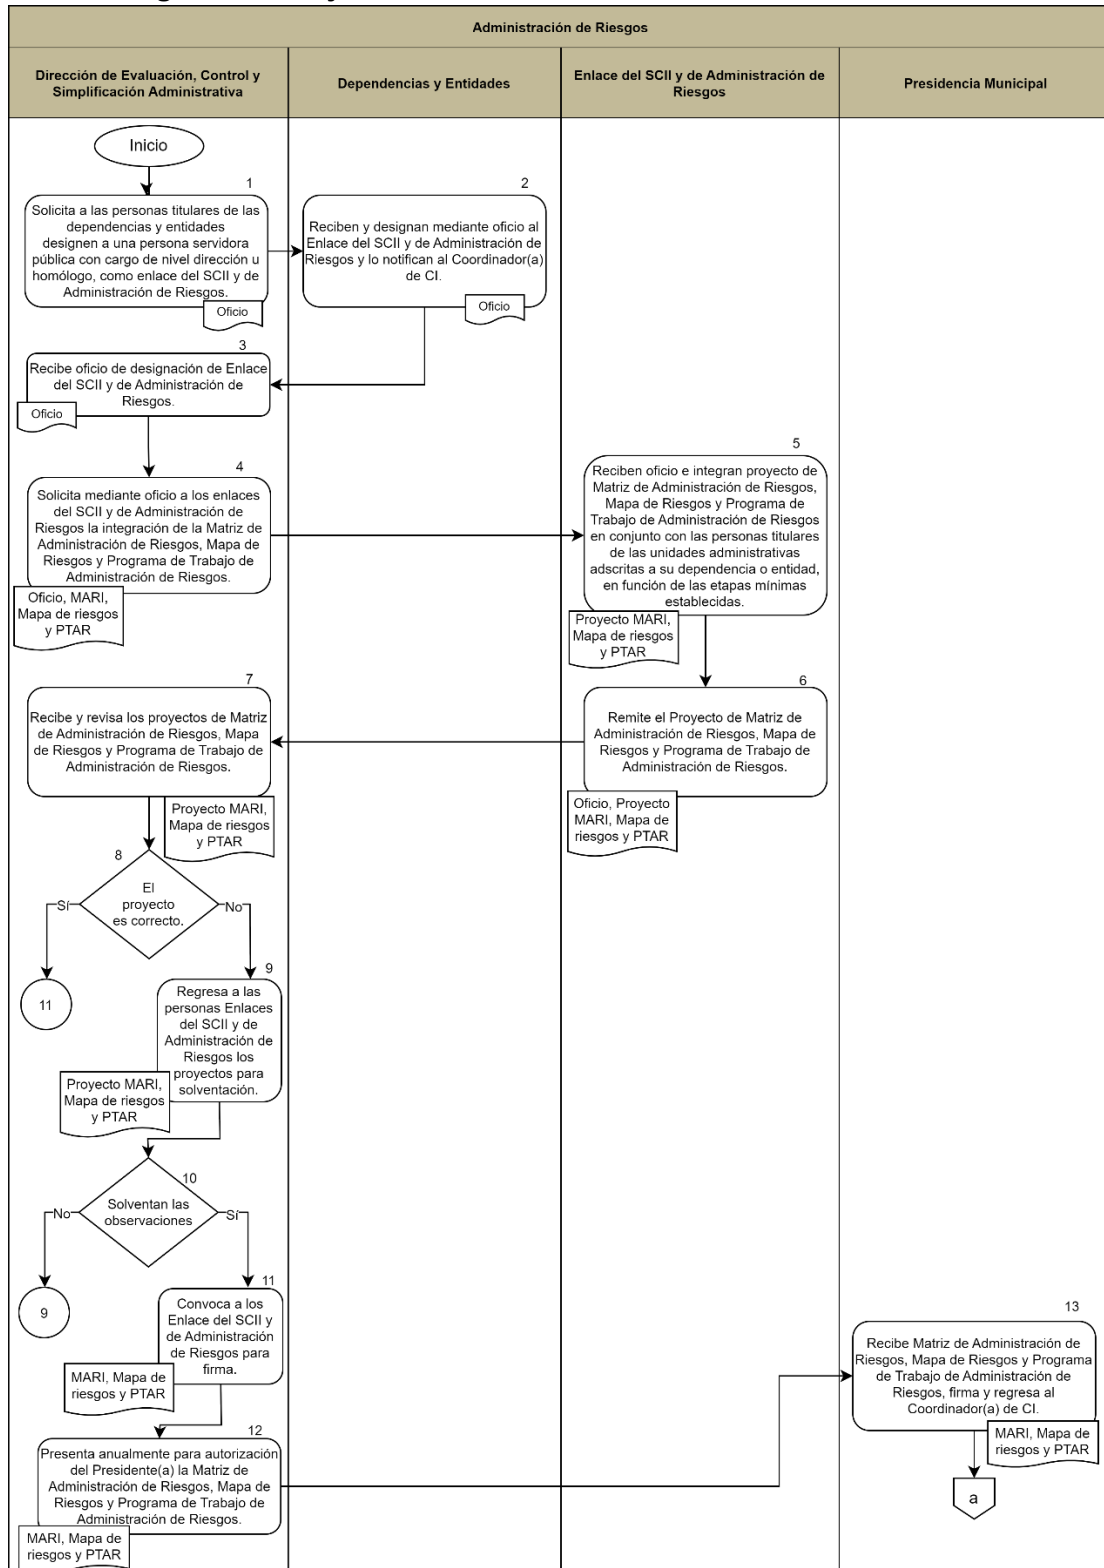 Administración de Riesgos
Dirección de Evaluación, Control y
Simplificación Administrativa
Dependencias y Entidades
Enlace del SCII y de Administración de
Riesgos
Presidencia Municipal
Inicio
1
Solicita a las personas titulares de las
dependencias y entidades
designen a una persona servidora
pública con cargo de nivel dirección u
homólogo, como enlace del SCII y de
Administración de Riesgos.
Oficio
2
Reciben y designan mediante oficio al
Enlace del SCII y de Administración de
Riesgos y lo notifican al Coordinador(a)
de CI.
Oficio
3
Recibe oficio de designación de Enlace
del SCII y de Administración de
Riesgos.
Oficio
4
Solicita mediante oficio a los enlaces
del SCII y de Administración de
Riesgos la integración de la Matriz de
Administración de Riesgos, Mapa de
Riesgos y Programa de Trabajo de
Administración de Riesgos.
Oficio, MARI,
Mapa de riesgos
y PTAR
5
Reciben oficio e integran proyecto de
Matriz de Administración de Riesgos,
Mapa de Riesgos y Programa de
Trabajo de Administración de Riesgos
en conjunto con las personas titulares
de las unidades administrativas
adscritas a su dependencia o entidad,
en función de las etapas mínimas
establecidas.
Proyecto MARI,
Mapa de riesgos
y PTAR
6
Remite el Proyecto de Matriz de
Administración de Riesgos, Mapa de
Riesgos y Programa de Trabajo de
Administración de Riesgos.
Oficio, Proyecto
MARI, Mapa de
riesgos y PTAR
7
Recibe y revisa los proyectos de Matriz
de Administración de Riesgos, Mapa
de Riesgos y Programa de Trabajo de
Administración de Riesgos.
Proyecto MARI,
Mapa de riesgos
y PTAR
8
El
proyecto
es correcto.
Sí
No
11
9
Regresa a las
personas Enlaces
del SCII y de
Administración de
Riesgos los
proyectos para
solventación.
Proyecto MARI,
Mapa de riesgos
y PTAR
10
Solventan las
observaciones
No
Sí
9
11
Convoca a los
Enlace del SCII y
de Administración
de Riesgos para
firma.
MARI, Mapa de
riesgos y PTAR
12
Presenta anualmente para autorización
del Presidente(a) la Matriz de
Administración de Riesgos, Mapa de
Riesgos y Programa de Trabajo de
Administración de Riesgos.
MARI, Mapa de
riesgos y PTAR
13
Recibe Matriz de Administración de
Riesgos, Mapa de Riesgos y Programa
de Trabajo de Administración de
Riesgos, firma y regresa al
Coordinador(a) de CI.
MARI, Mapa de
riesgos y PTAR
a